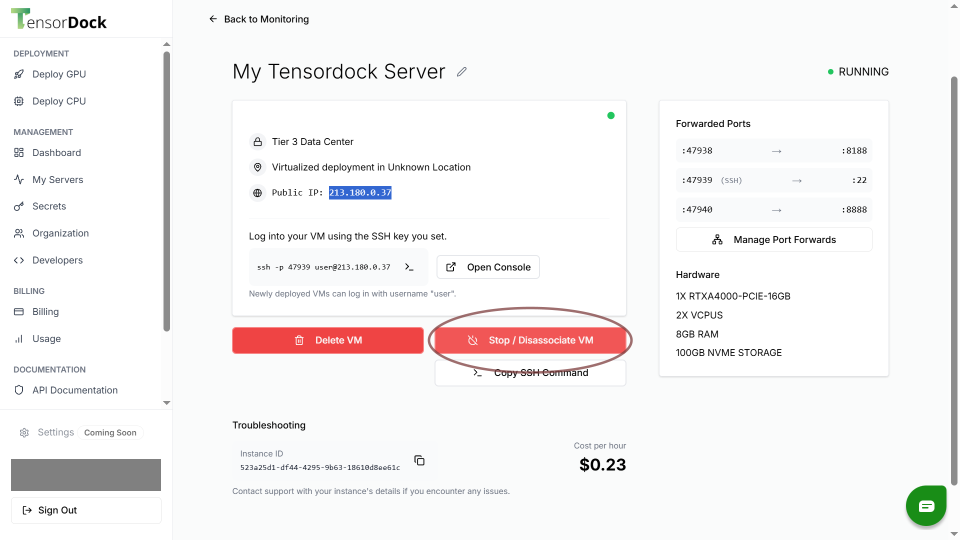 TensorDock
DEPLOYMENT
Deploy GPU
Deploy CPU
MANAGEMENT
Dashboard
My Servers
Secrets
Organization
Developers
BILLING
Billing
Usage
DOCUMENTATION
API Documentation
Settings Coming Soon
Sign Out
← Back to Monitoring
My Tensordock Server
RUNNING
Tier 3 Data Center
Virtualized deployment in Unknown Location
Public IP: 213.180.0.37
Log into your VM using the SSH key you set.
ssh -p 47939 user@213.180.0.37
Open Console
Newly deployed VMs can log in with username "user".
Delete VM
Stop / Disassociate VM
Copy SSH Command
Troubleshooting
Instance ID
523a25d1-df44-4295-9b63-18610d8ee61c
Cost per hour
$0.23
Contact support with your instance's details if you encounter any issues.
Forwarded Ports
:47938 → :8188
:47939 (SSH) → :22
:47940 → :8888
Manage Port Forwards
Hardware
1X RTXA4000-PCIE-16GB
2X VCPUS
8GB RAM
100GB NVME STORAGE